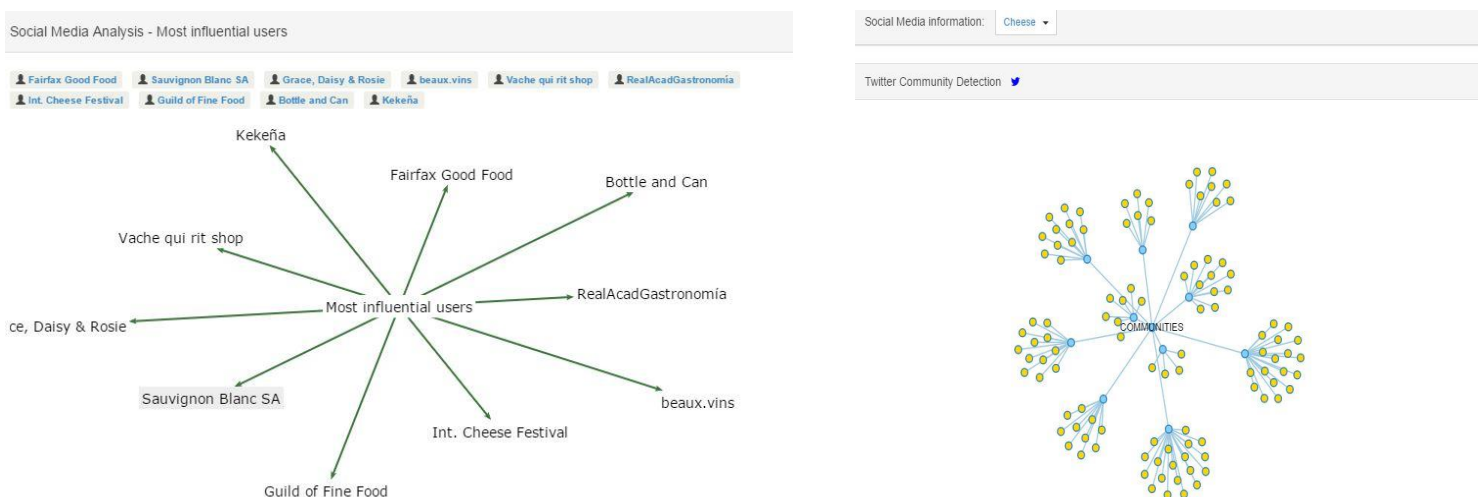 Social Media Analysis - Most influential users
Fairfax Good Food Sauvignon Blanc SA Grace, Daisy & Rosie beaux.vins Vache qui rit shop RealAcadGastronomía
Int. Cheese Festival Guild of Fine Food Bottle and Can Kekeña
Kekeña
Fairfax Good Food
Bottle and Can
Vache qui rit shop
RealAcadGastronomía
Most influential users
ce, Daisy & Rosie
Sauvignon Blanc SA
beaux.vins
Int. Cheese Festival
Guild of Fine Food
Social Media information: Cheese
Twitter Community Detection
COMMUNITIES